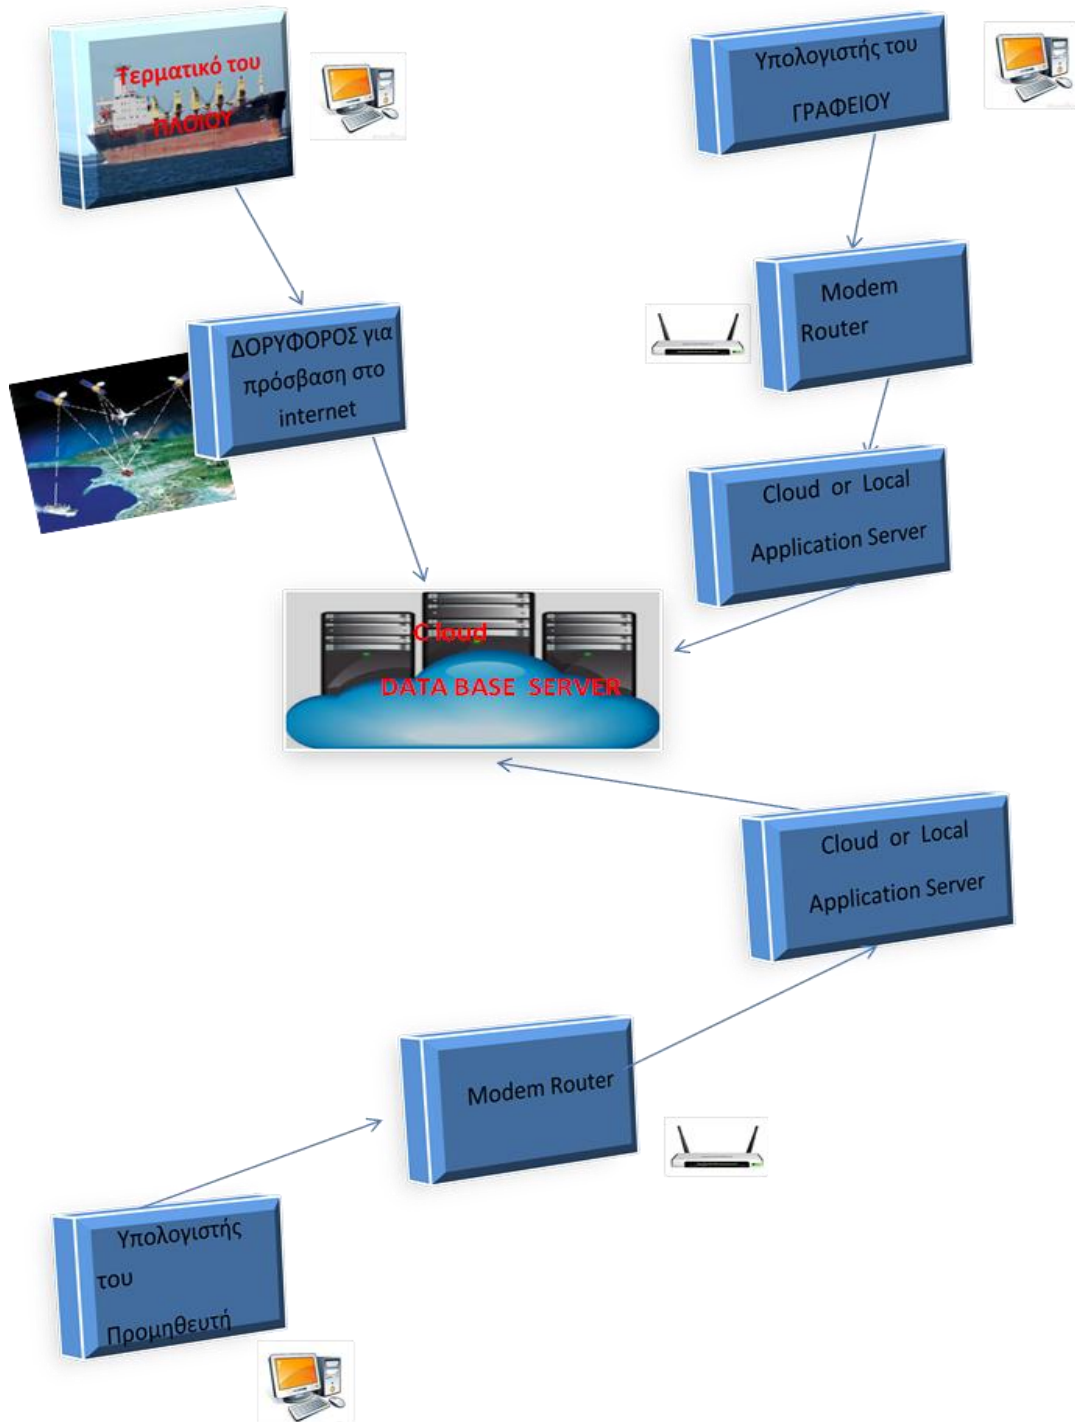 Τερματικό του
ΠΛΟΙΟΥ
Υπολογιστής του
ΓΡΑΦΕΙΟΥ
Modem
Router
ΔΟΡΥΦΟΡΟΣ για
πρόσβαση στο
internet
Cloud or Local
Application Server
Cloud
DATA BASE SERVER
Cloud or Local
Application Server
Modem Router
Υπολογιστής
του
Προμηθευτή